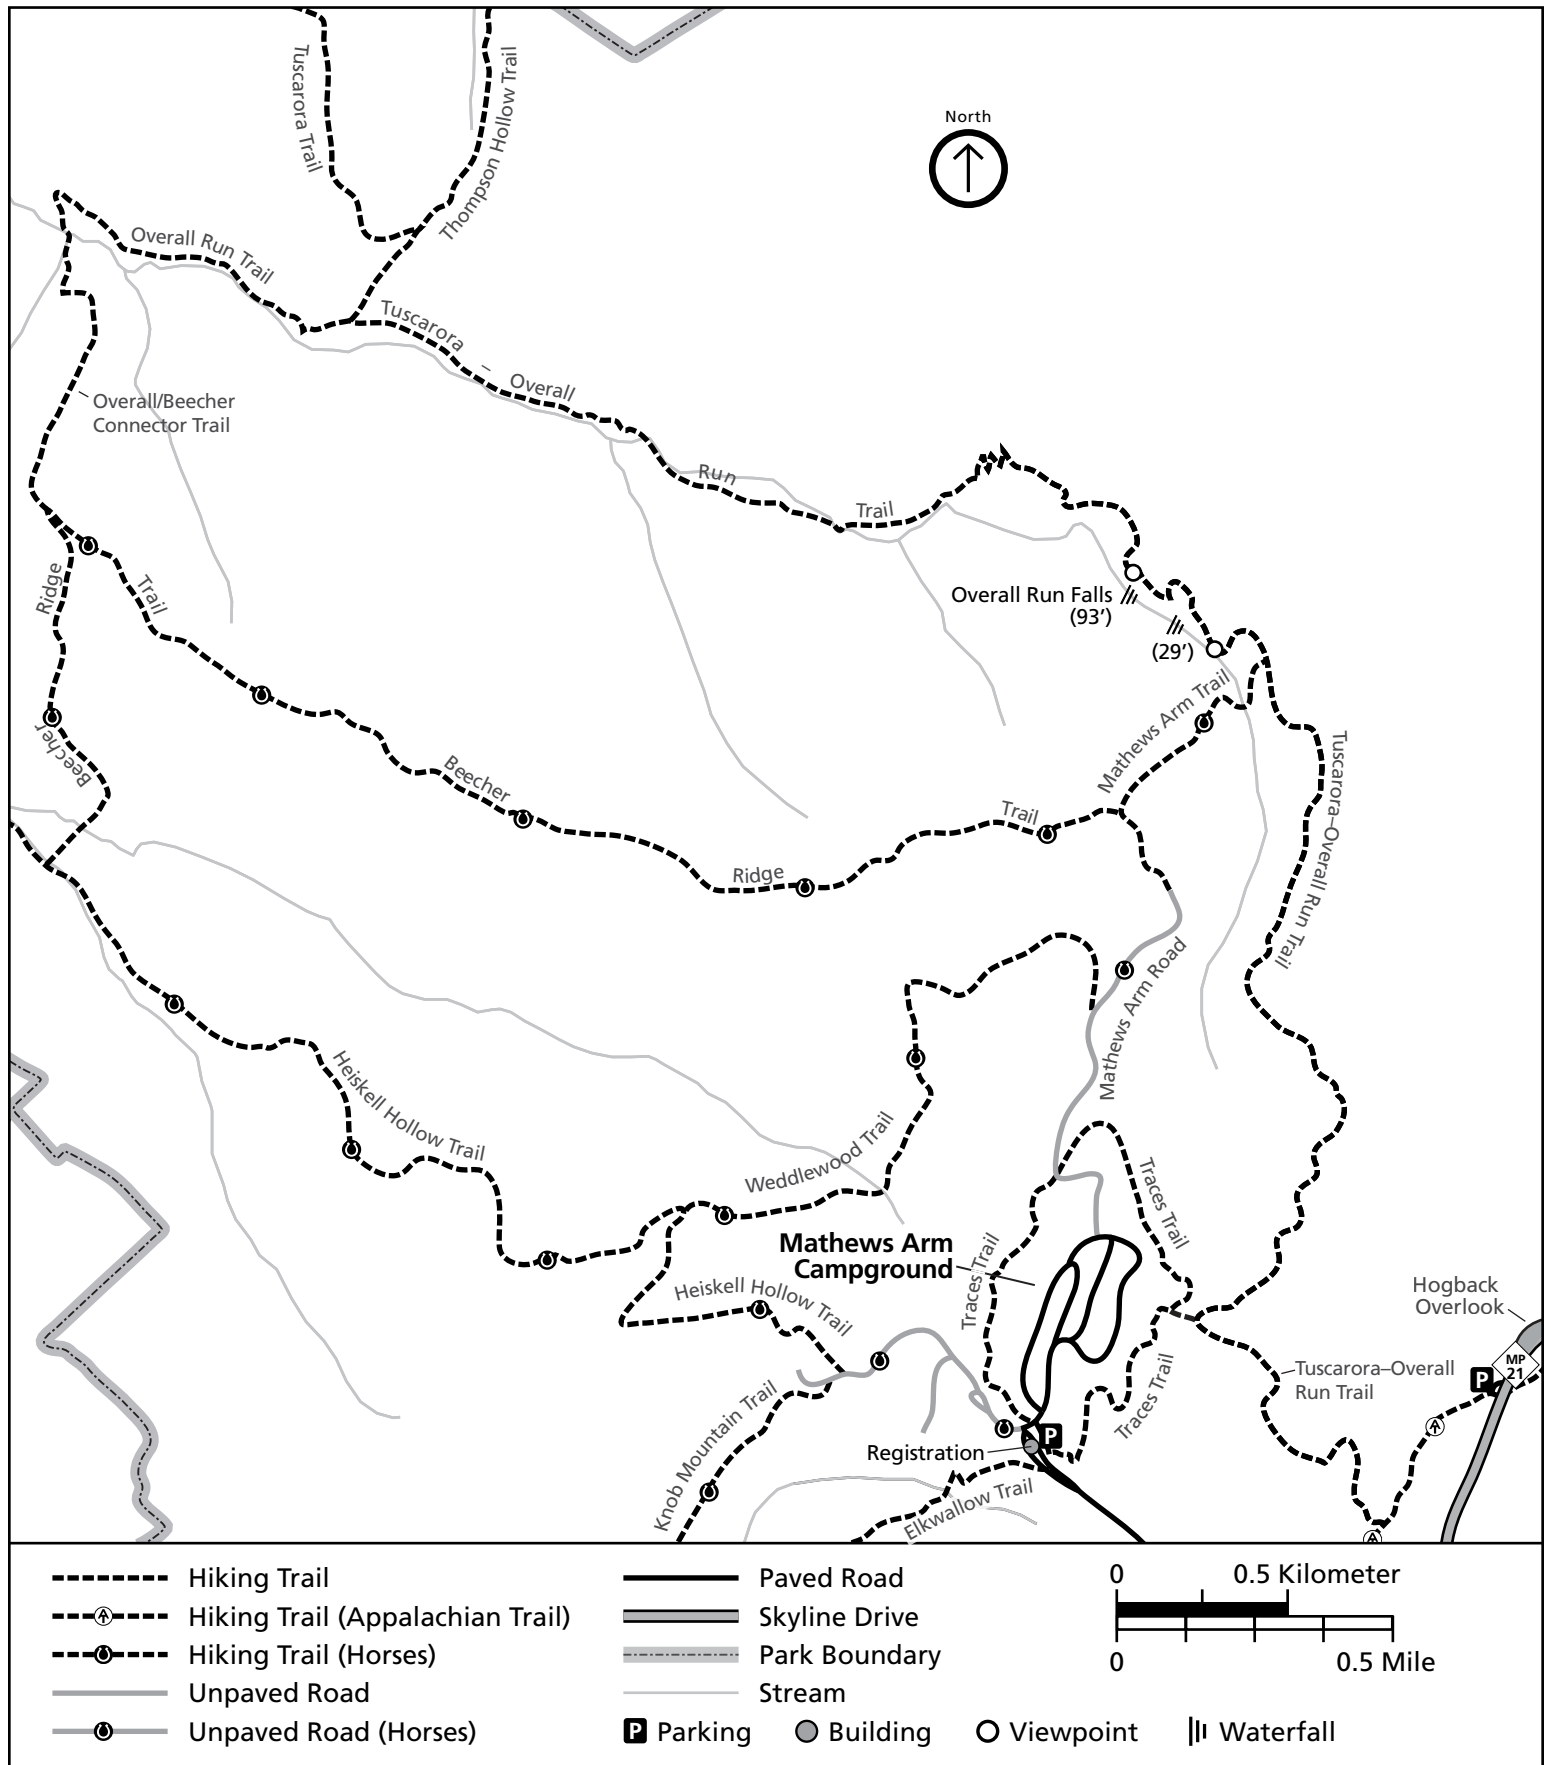 Tuscarora Trail
Thompson Hollow Trail
North
Overall Run Trail
Tuscarora – Overall Run Trail
Overall/Beecher
Connector Trail
Overall Run Falls
(93’)
(29’)
Beecher Ridge Trail
Mathews Arm Trail
Tuscarora–Overall Run Trail
Beecher Ridge Trail
Mathews Arm Road
Heiskell Hollow Trail
Weddlewood Trail
Traces Trail
Mathews Arm
Campground
Traces Trail
Heiskell Hollow Trail
Hogback
Overlook
MP
21
P
Tuscarora–Overall
Run Trail
Traces Trail
Knob Mountain Trail
P
Registration
Elkwallow Trail
Hiking Trail
Hiking Trail (Appalachian Trail)
Hiking Trail (Horses)
Unpaved Road
Unpaved Road (Horses)
Paved Road
Skyline Drive
Park Boundary
Stream
P Parking
Building
Viewpoint
Waterfall
0 0.5 Kilometer
0 0.5 Mile